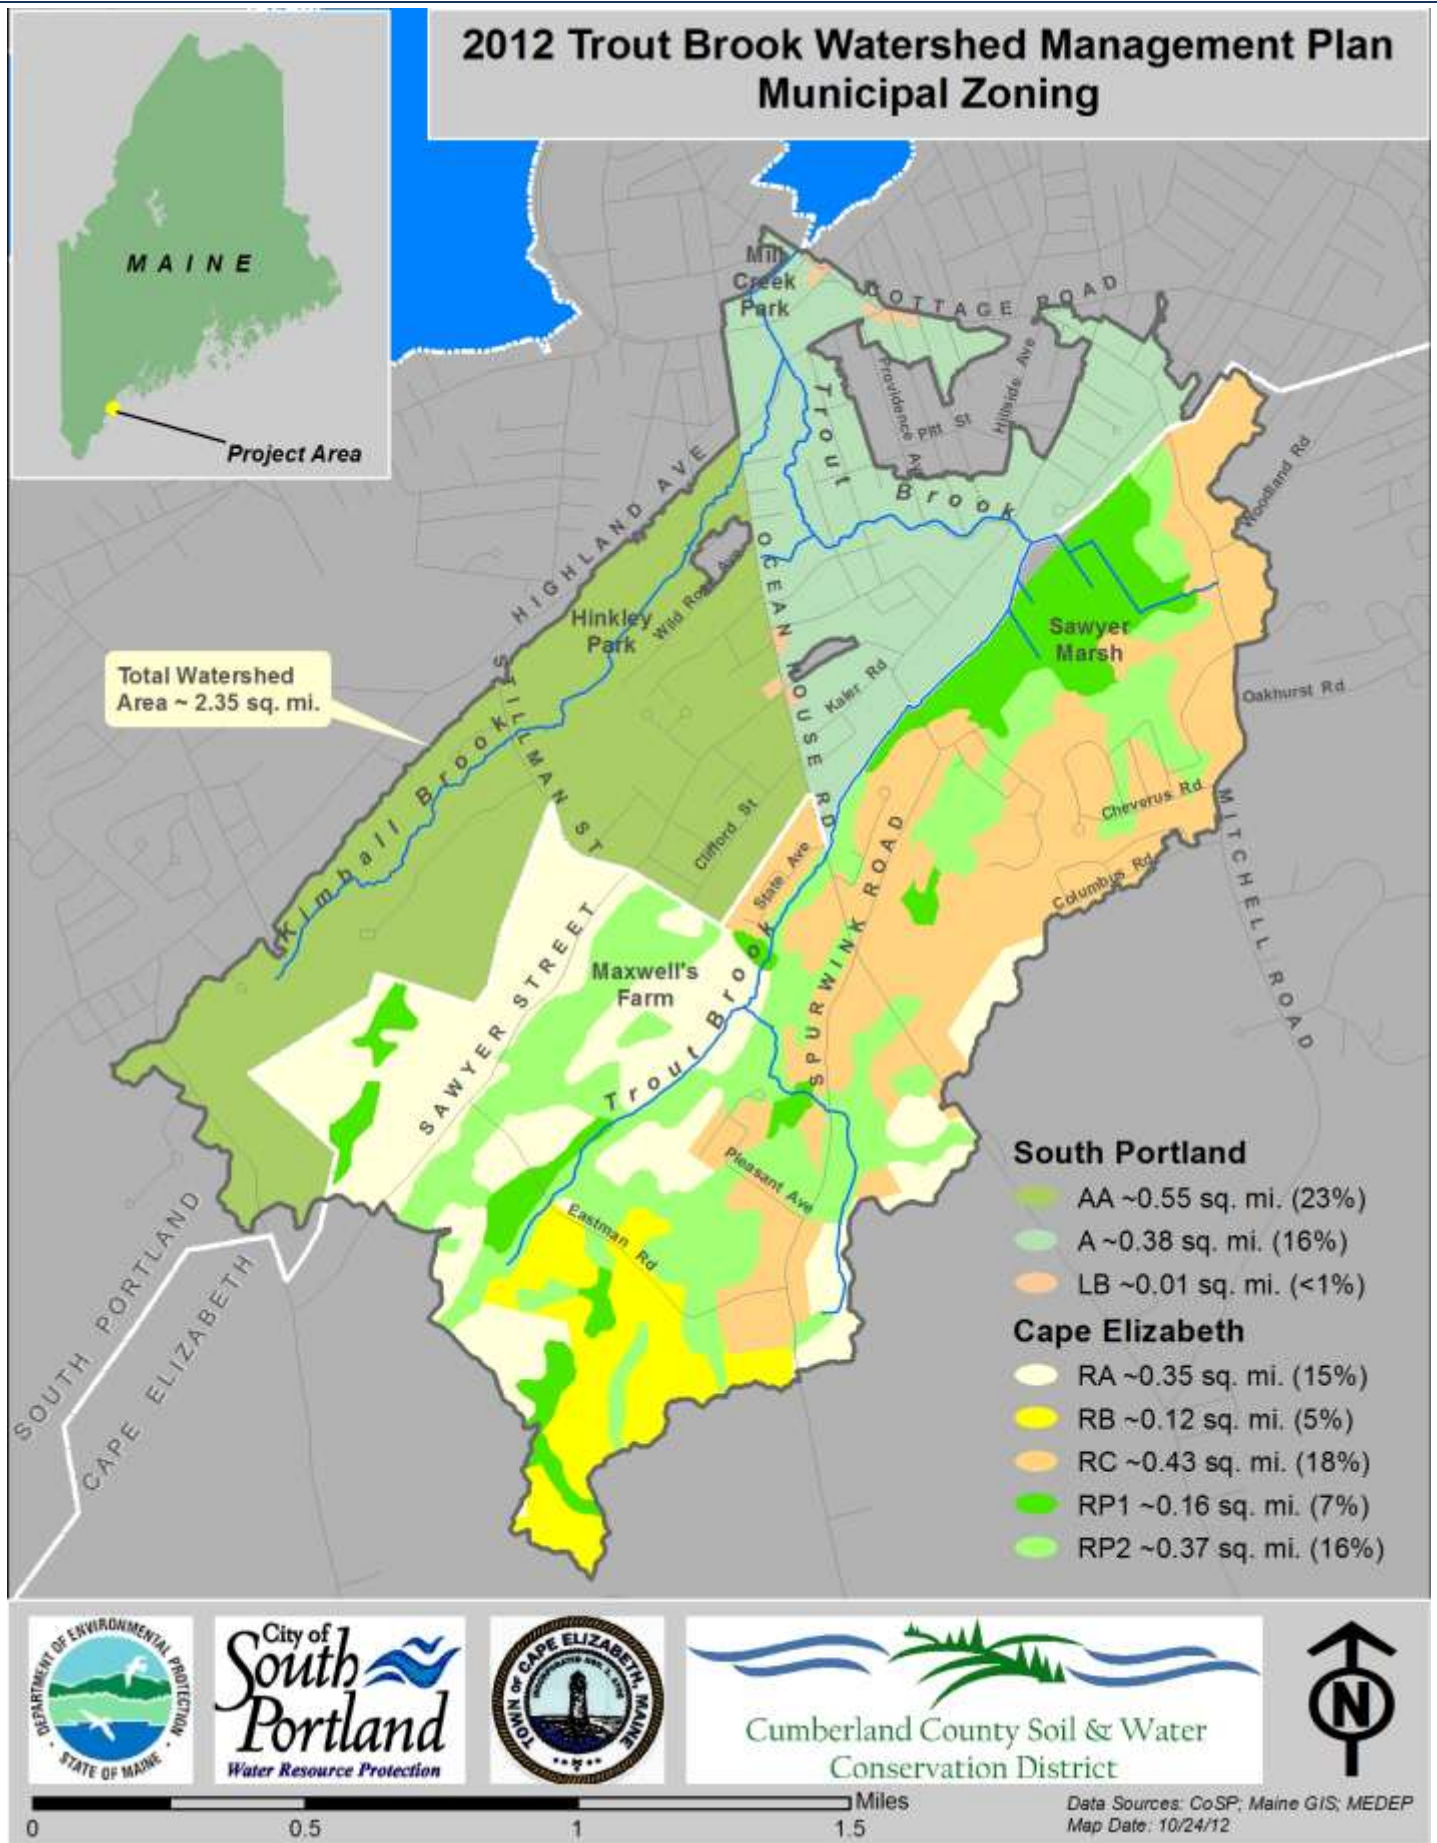 2012 Trout Brook Watershed Management Plan
Municipal Zoning
MAINE
Project Area
Mill
Creek
Park
COTTAGE ROAD
Providence Ave
Pitt St
Hillside Ave
Trout
Brook
Woodland Rd
HIGHLAND AVE
OCEAN HOUSE RD
Hinkley
Park
Wild Rose Ave
Sawyer
Marsh
Total Watershed
Area ~ 2.35 sq. mi.
STILLMAN ST
Kaler Rd
Oakhurst Rd
Kimball Brook
Clifford St
State Ave
Cheverus Rd
Columbus Rd
MITCHELL ROAD
SPURWINK ROAD
SAWYER STREET
Maxwell's
Farm
Trout Brook
Pleasant Ave
Eastman Rd
SOUTH PORTLAND
CAPE ELIZABETH
South Portland
AA ~0.55 sq. mi. (23%)
A ~0.38 sq. mi. (16%)
LB ~0.01 sq. mi. (<1%)
Cape Elizabeth
RA ~0.35 sq. mi. (15%)
RB ~0.12 sq. mi. (5%)
RC ~0.43 sq. mi. (18%)
RP1 ~0.16 sq. mi. (7%)
RP2 ~0.37 sq. mi. (16%)
DEPARTMENT OF ENVIRONMENTAL PROTECTION
STATE OF MAINE
City of
South
Portland
Water Resource Protection
TOWN OF CAPE ELIZABETH, MAINE
Cumberland County Soil & Water
Conservation District
N
Miles
0 0.5 1 1.5
Data Sources: CoSP; Maine GIS; MEDEP
Map Date: 10/24/12